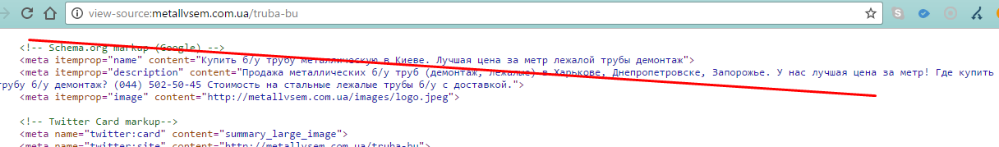 view-source:metallvsem.com.ua/truba-bu
<!-- Schema.org markup (Google) -->
<meta itemprop="name" content="Купить б/у трубу металлическую в Киеве. Лучшая цена за метр лежалой трубы демонтаж">
<meta itemprop="description" content="Продажа металлических б/у труб (демонтаж, лежалые) в Харькове, Днепропетровске, Запорожье. У нас лучшая цена за метр! Где купить
трубу б/у демонтаж? (044) 502-50-45 Стоимость на стальные лежалые трубы б/у с доставкой.">
<meta itemprop="image" content="http://metallvsem.com.ua/images/logo.jpeg">
<!-- Twitter Card markup-->
<meta name="twitter:card" content="summary_large_image">
<meta name="twitter:site" content="http://metallvsem.com.ua/truba-bu">